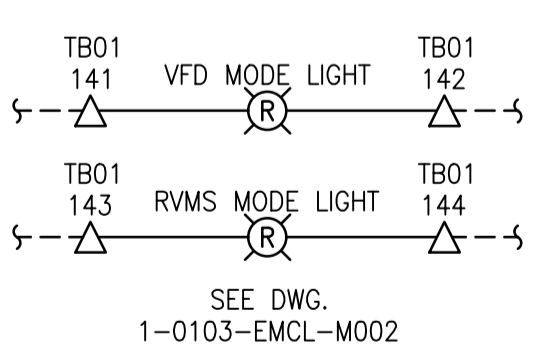 TB01 TB01
141 VFD MODE LIGHT 142
R
TB01 TB01
143 RVMS MODE LIGHT 144
R
SEE DWG.
1-0103-EMCL-M002